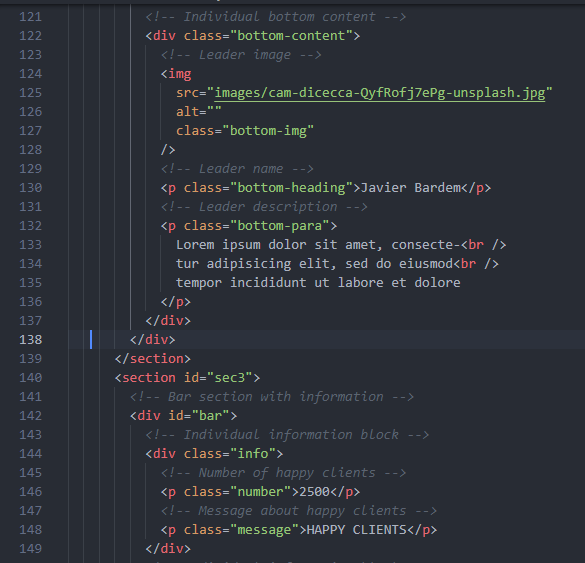 121 <!-- Individual bottom content -->
122 <div class="bottom-content">
123 <!-- Leader image -->
124 <img
125 src="images/cam-dicecca-QyfRofj7ePg-unsplash.jpg"
126 alt=""
127 class="bottom-img"
128 />
129 <!-- Leader name -->
130 <p class="bottom-heading">Javier Bardem</p>
131 <!-- Leader description -->
132 <p class="bottom-para">
133 Lorem ipsum dolor sit amet, consecte-<br />
134 tur adipisicing elit, sed do eiusmod<br />
135 tempor incididunt ut labore et dolore
136 </p>
137 </div>
138 </div>
139 </section>
140 <section id="sec3">
141 <!-- Bar section with information -->
142 <div id="bar">
143 <!-- Individual information block -->
144 <div class="info">
145 <!-- Number of happy clients -->
146 <p class="number">2500</p>
147 <!-- Message about happy clients -->
148 <p class="message">HAPPY CLIENTS</p>
149 </div>